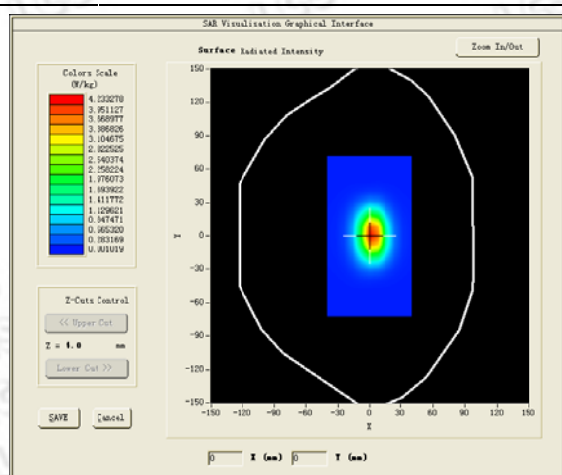 SAR Visualisation Graphical Interface
Surface Radiated Intensity
Zoom In/Out
Colors Scale
(W/kg)
4.233278
3.951127
3.668977
3.386826
3.104675
2.822525
2.540374
2.258224
1.976073
1.693922
1.411772
1.129621
0.847471
0.565320
0.283169
0.001019
150
120
90
60
30
0
-30
-60
-90
-120
-150
Y
-150 -120 -90 -60 -30 0 30 60 90 120 150
X
Z-Cuts Control
<< Upper Cut
Z = 4.0 mm
Lower Cut >>
SAVE Cancel
0 X (mm) 0 Y (mm)